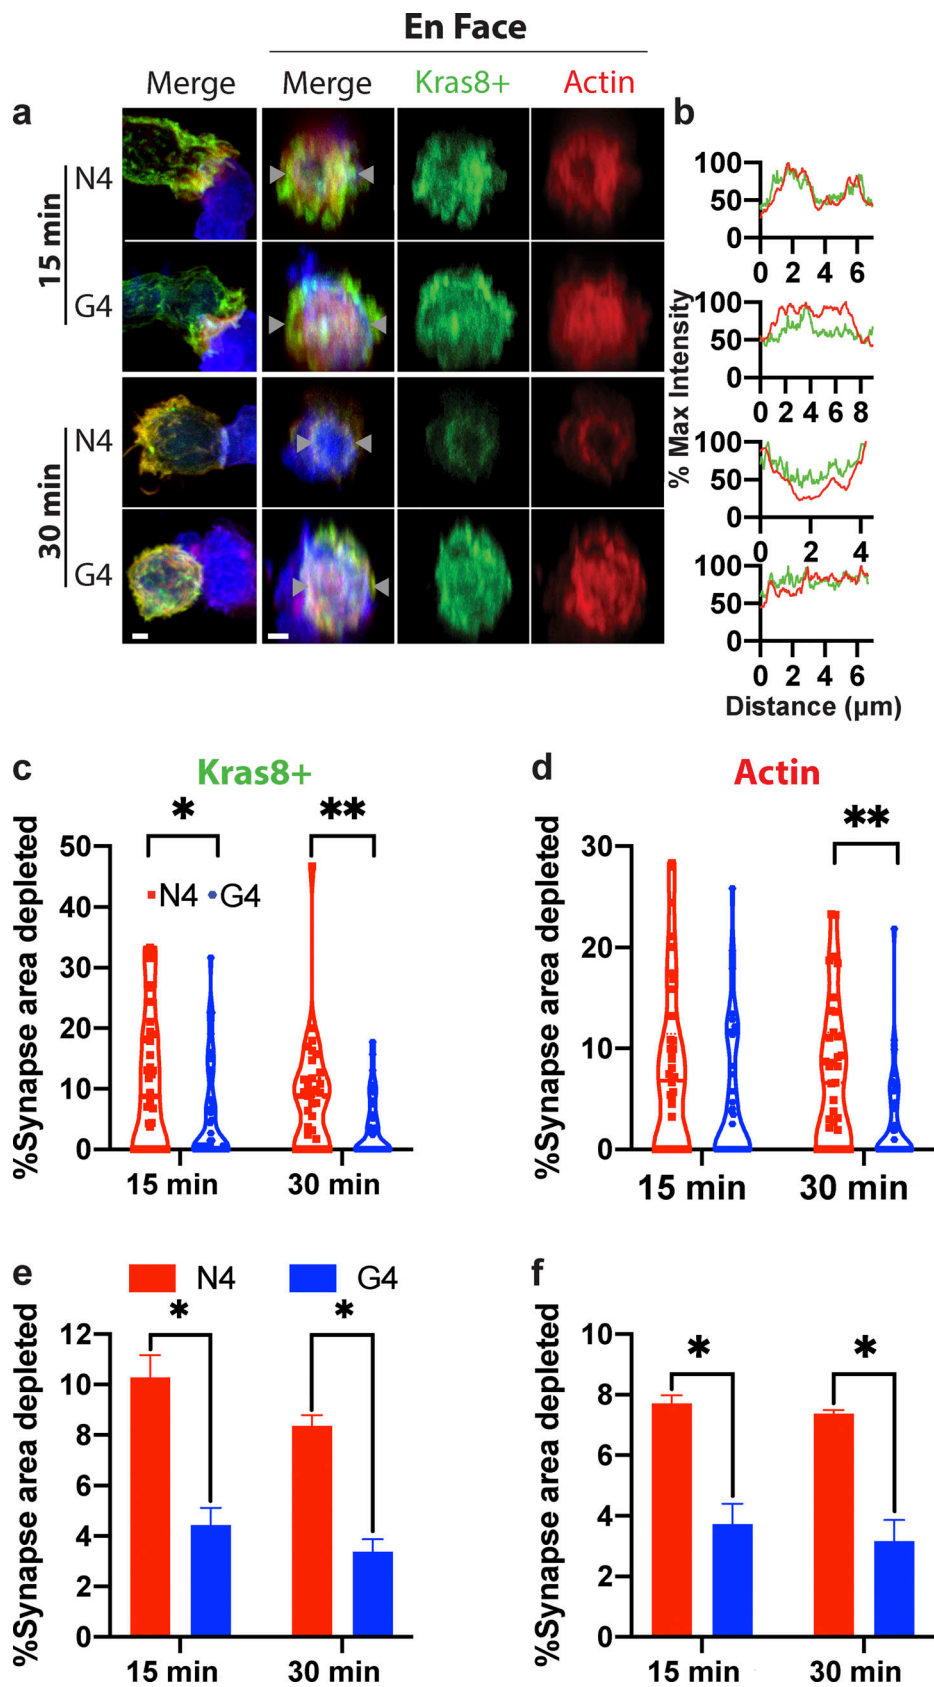 En Face
Merge Merge Kras8+ Actin
a b
15 min
N4
G4
30 min
N4
G4
% Max Intensity
100
50
0
0 2 4 6
100
50
0
0 2 4 6 8
100
50
0
0 2 4
100
50
0
0 2 4 6
Distance (µm)
c Kras8+
* **
%Synapse area depleted
50
40
30
20
10
0
N4 G4
15 min 30 min
d Actin
**
%Synapse area depleted
30
20
10
0
15 min 30 min
e N4 G4
* *
%Synapse area depleted
12
10
8
6
4
2
0
15 min 30 min
f
* *
%Synapse area depleted
10
8
6
4
2
0
15 min 30 min